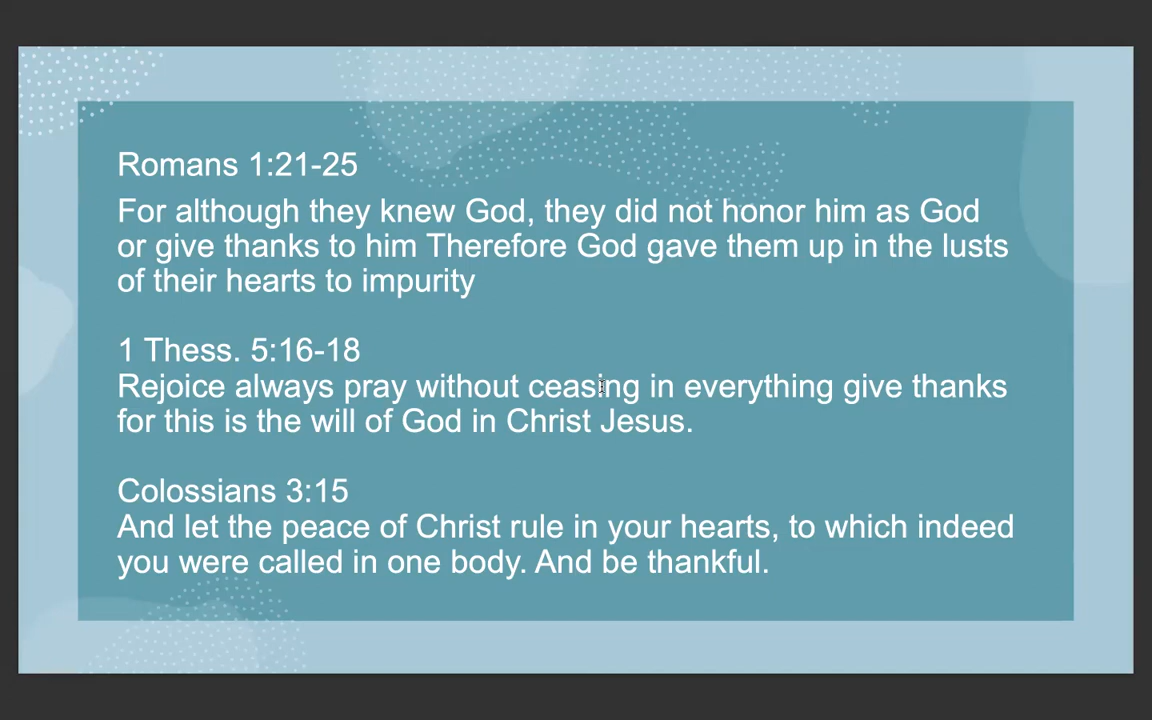 Romans 1:21-25
For although they knew God, they did not honor him as God
or give thanks to him Therefore God gave them up in the lusts
of their hearts to impurity
1 Thess. 5:16-18
Rejoice always pray without ceasing in everything give thanks
for this is the will of God in Christ Jesus.
Colossians 3:15
And let the peace of Christ rule in your hearts, to which indeed
you were called in one body. And be thankful.